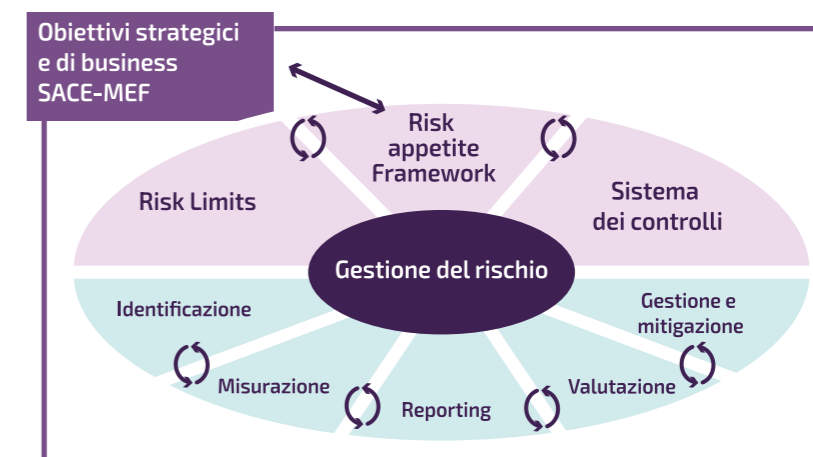 Obiettivi strategici
e di business
SACE-MEF
Risk
appetite
Framework
Risk Limits
Sistema
dei controlli
Gestione del rischio
Identificazione
Gestione e
mitigazione
Misurazione
Valutazione
Reporting